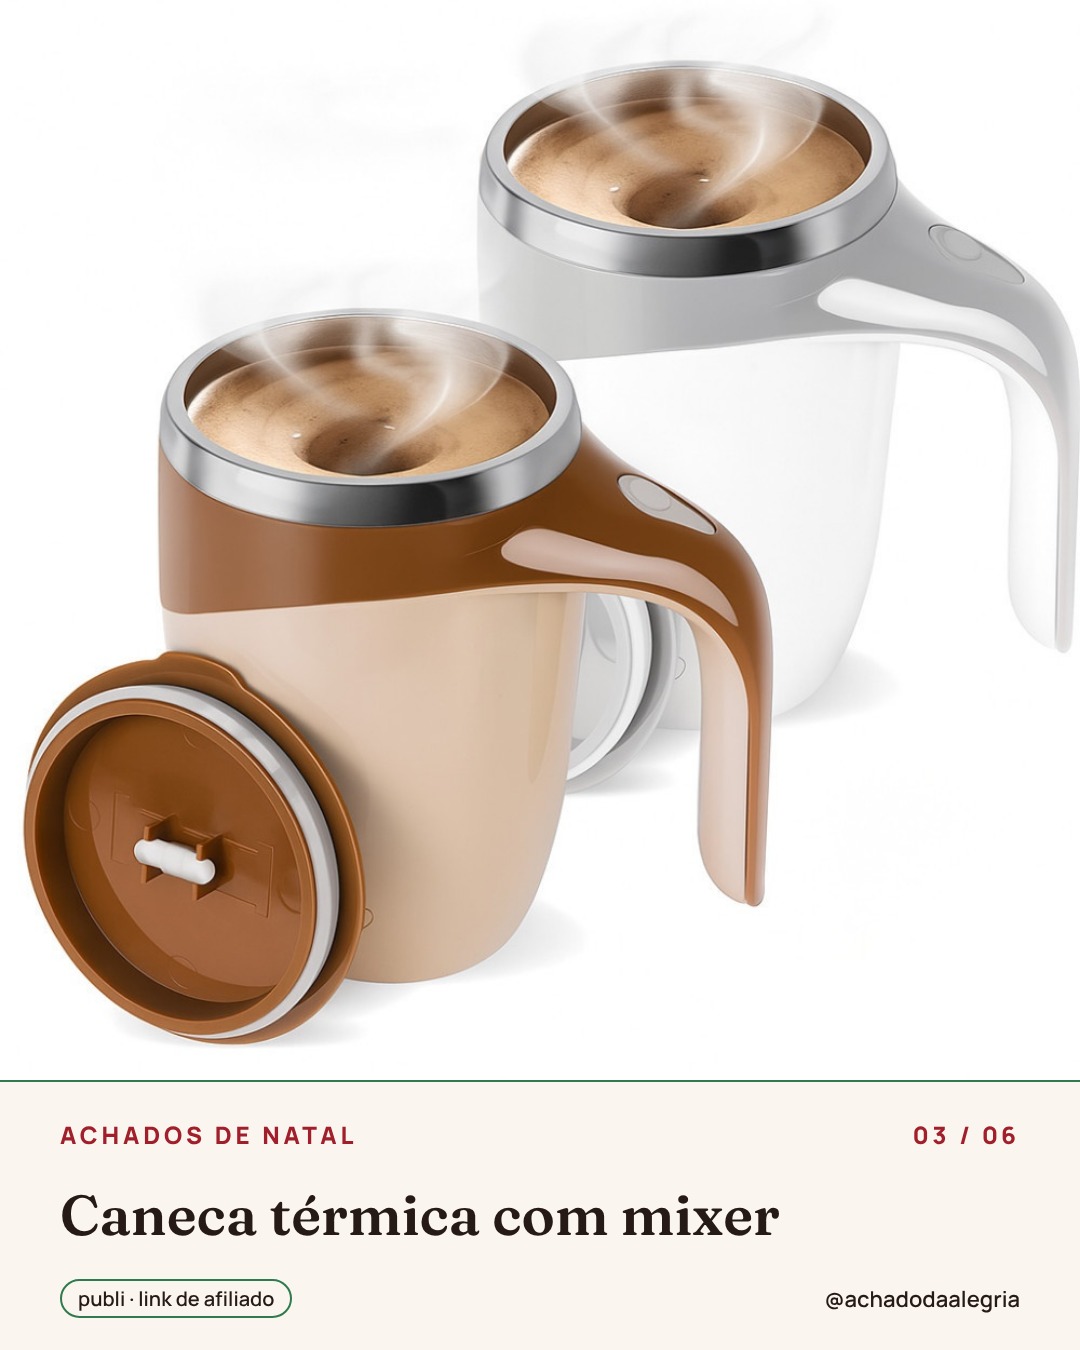 ACHADOS DE NATAL
03 / 06
Caneca térmica com mixer
publi · link de afiliado
@achadodaalegria